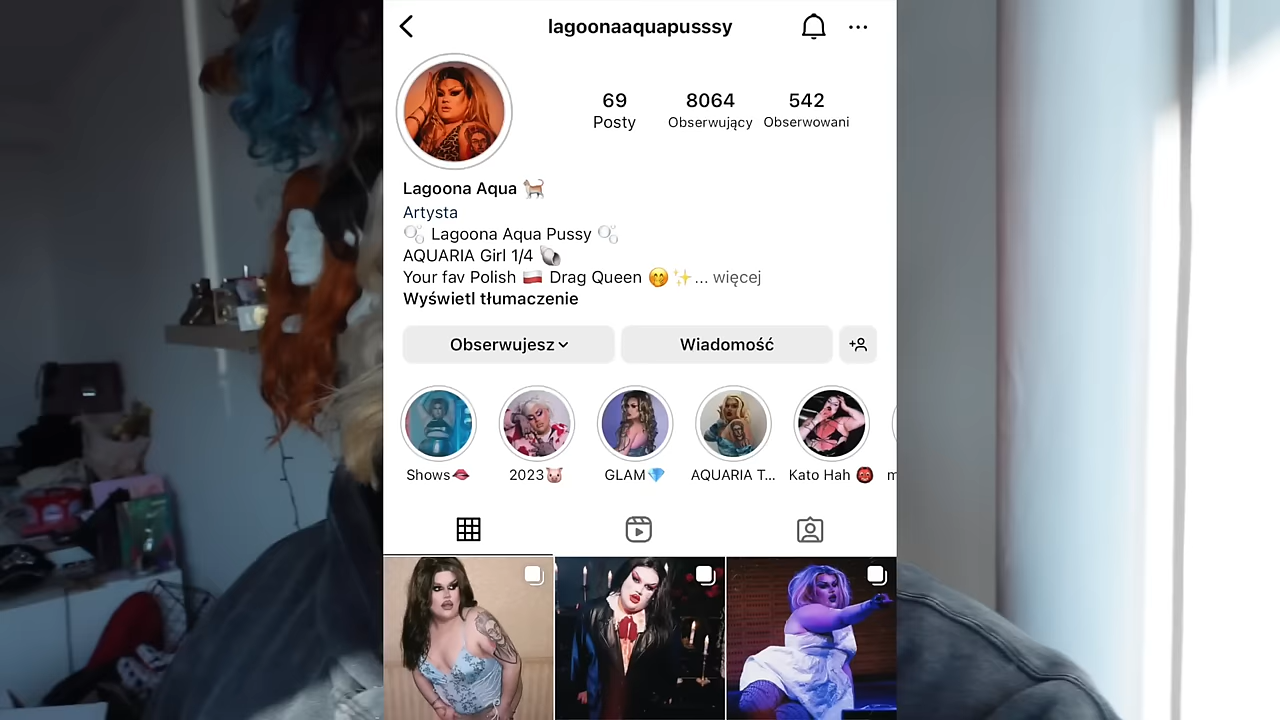 lagoonaaquapusssy
69 8064 542
Posty Obserwujący Obserwowani
Lagoona Aqua 🐈
Artysta
🫧 Lagoona Aqua Pussy 🫧
AQUARIA Girl 1/4 🐚
Your fav Polish 🇵🇱 Drag Queen 🤭 ✨... więcej
Wyświetl tłumaczenie
Obserwujesz Wiadomość
Shows🫦 2023🐷 GLAM💎 AQUARIA T... Kato Hah 👹 m